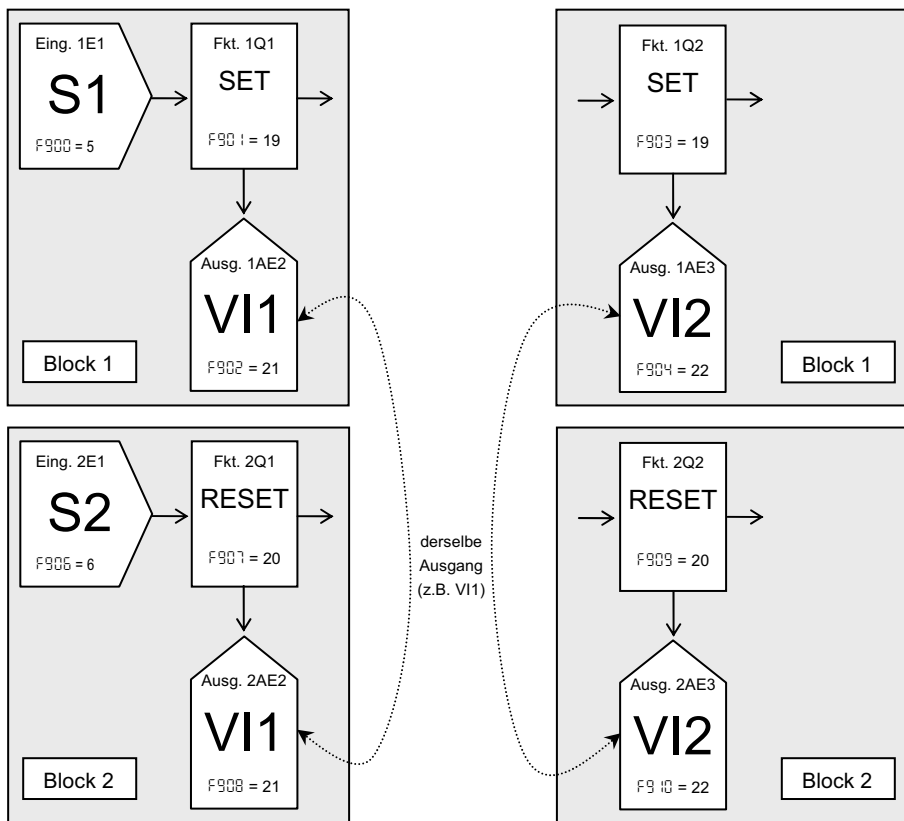 Eing. 1E1
S1
F900 = 5
Fkt. 1Q1
SET
F901 = 19
Ausg. 1AE2
VI1
F902 = 21
Block 1
Fkt. 1Q2
SET
F903 = 19
Ausg. 1AE3
VI2
F904 = 22
Block 1
derselbe
Ausgang
(z.B. VI1)
Eing. 2E1
S2
F906 = 6
Fkt. 2Q1
RESET
F907 = 20
Ausg. 2AE2
VI1
F908 = 21
Block 2
Fkt. 2Q2
RESET
F909 = 20
Ausg. 2AE3
VI2
F910 = 22
Block 2